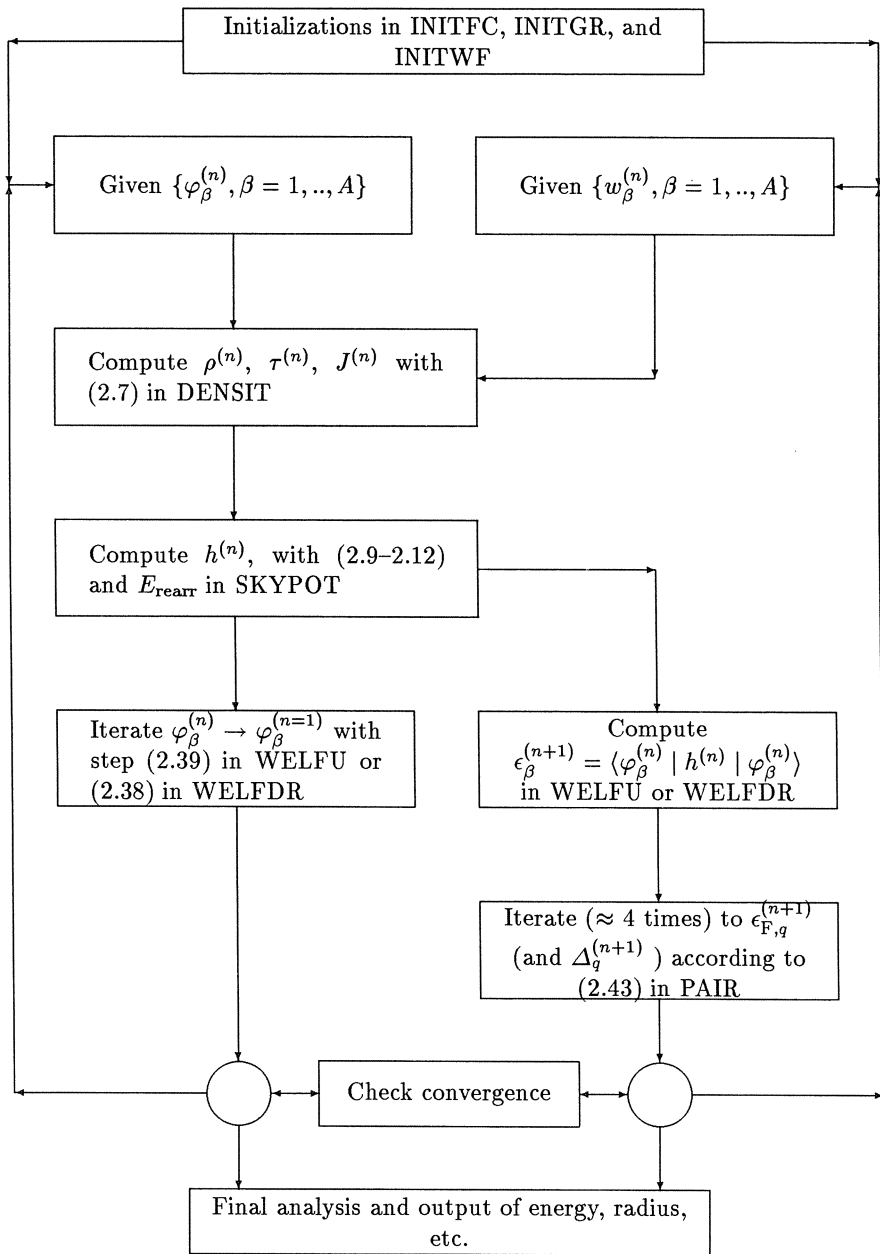 Initializations in INITFC, INITGR, and
INITWF
Given {φ_β^(n), β = 1, .., A}
Given {w_β^(n), β = 1, .., A}
Compute ρ^(n), τ^(n), J^(n) with
(2.7) in DENSIT
Compute h^(n), with (2.9–2.12)
and E_rearr in SKYPOT
Iterate φ_β^(n) → φ_β^(n=1) with
step (2.39) in WELFU or
(2.38) in WELFDR
Compute
ϵ_β^(n+1) = ⟨φ_β^(n) | h^(n) | φ_β^(n)⟩
in WELFU or WELFDR
Iterate (≈ 4 times) to ϵ_F,q^(n+1)
(and Δ_q^(n+1) ) according to
(2.43) in PAIR
Check convergence
Final analysis and output of energy, radius,
etc.